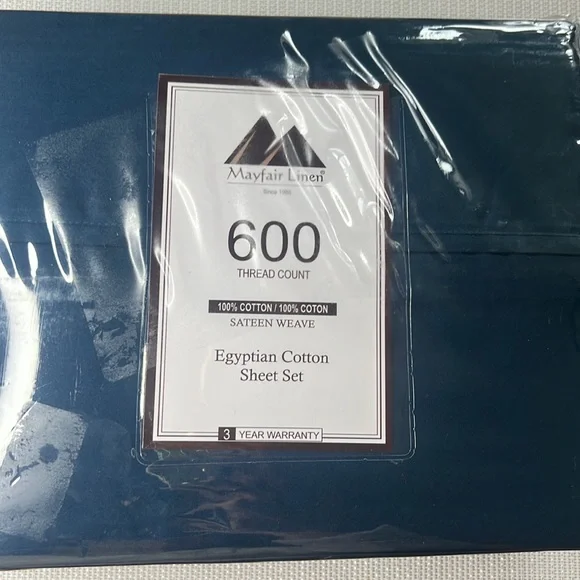 Mayfair Linen®
Since 1995
600
THREAD COUNT
100% COTTON / 100% COTON
SATEEN WEAVE
Egyptian Cotton
Sheet Set
3 YEAR WARRANTY